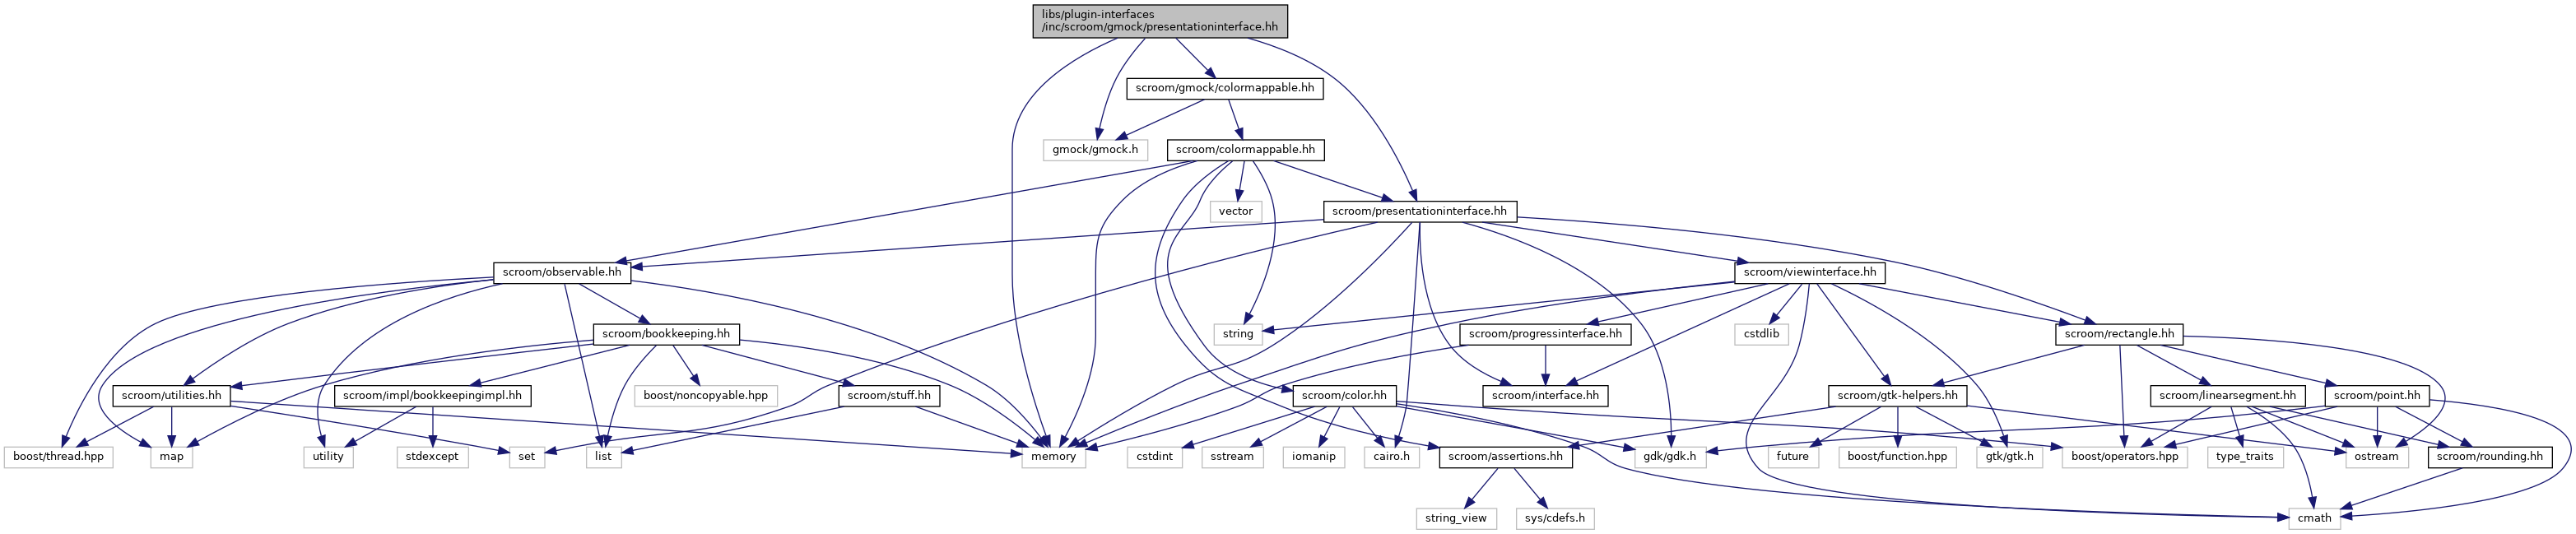 libs/plugin-interfaces
/inc/scroom/gmock/presentationinterface.hh
scroom/gmock/colormappable.hh
gmock/gmock.h
scroom/colormappable.hh
vector
scroom/presentationinterface.hh
scroom/observable.hh
scroom/viewinterface.hh
scroom/bookkeeping.hh
string
scroom/progressinterface.hh
cstdlib
scroom/rectangle.hh
scroom/utilities.hh
scroom/impl/bookkeepingimpl.hh
boost/noncopyable.hpp
scroom/stuff.hh
scroom/color.hh
scroom/interface.hh
scroom/gtk-helpers.hh
scroom/linearsegment.hh
scroom/point.hh
boost/thread.hpp
map
utility
stdexcept
set
list
memory
cstdint
sstream
iomanip
cairo.h
scroom/assertions.hh
gdk/gdk.h
future
boost/function.hpp
gtk/gtk.h
boost/operators.hpp
type_traits
ostream
scroom/rounding.hh
string_view
sys/cdefs.h
cmath